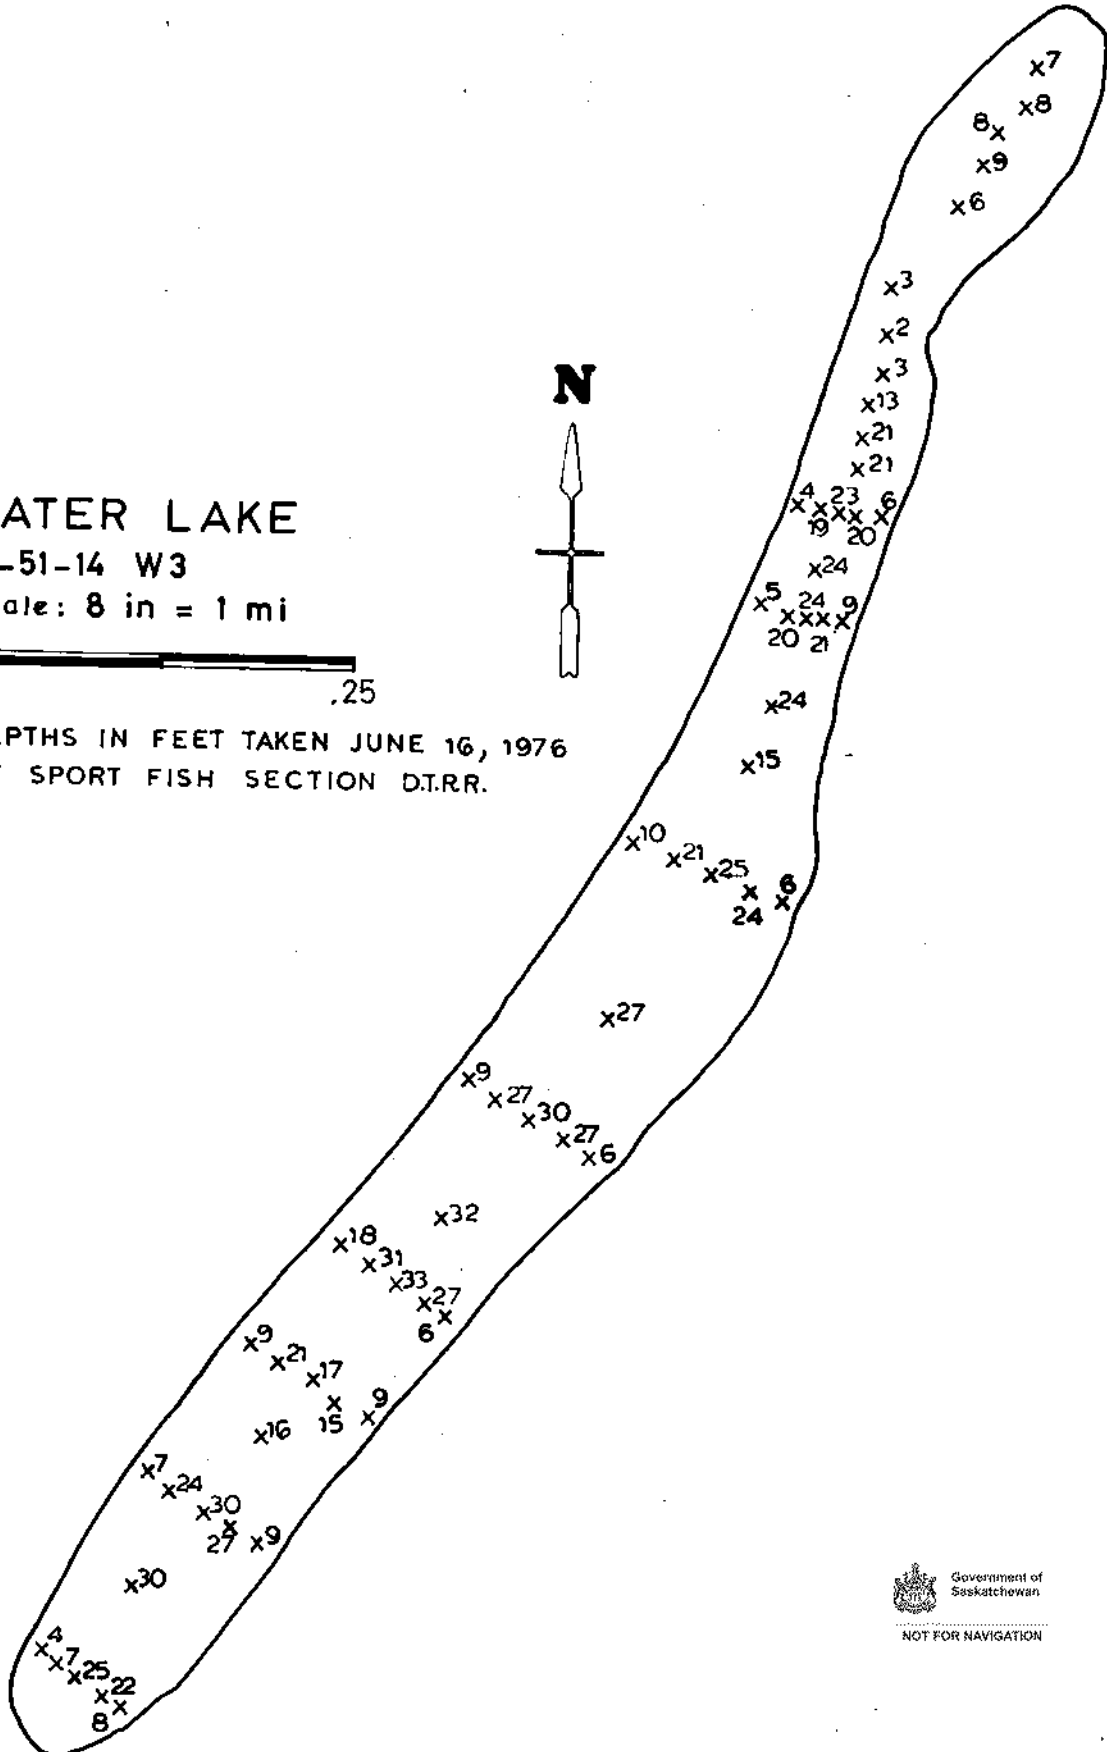 7
8
8
9
6
3
2
3
13
21
21
4 23 6
19 20
24
5 24 9
20 21
24
15
10 21 25 6
24
27
9 27 30 27 6
32
18 31 33 27
6
9 21 17 9
15
16
7 24 30 9
27
30
4 7 25 22
8
N
ATER LAKE
-51-14 W3
ale: 8 in = 1 mi
.25
PTHS IN FEET TAKEN JUNE 16, 1976
SPORT FISH SECTION D.T.R.R.
Government of
Saskatchewan
NOT FOR NAVIGATION